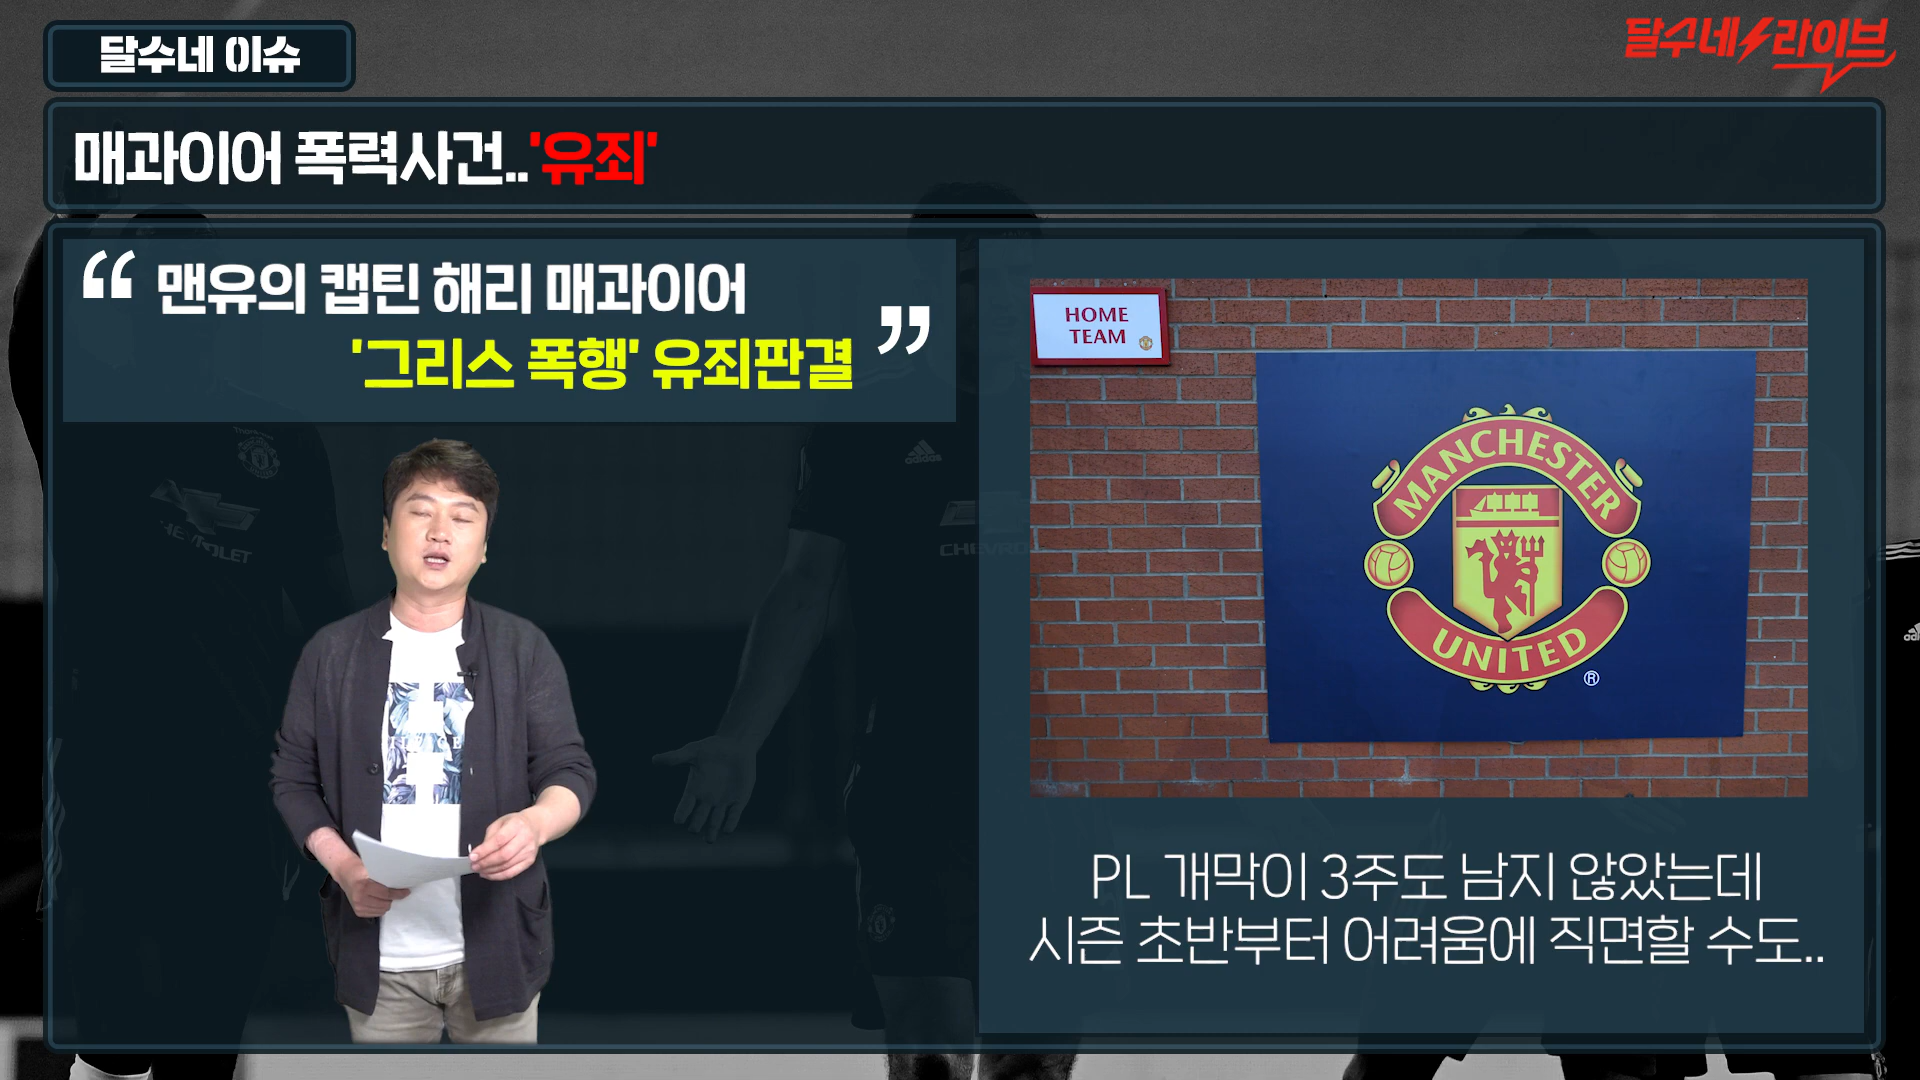 달수네 이슈
달수네 라이브
매과이어 폭력사건.. '유죄'
“ 맨유의 캡틴 해리 매과이어
'그리스 폭행' 유죄판결 ”
HOME
TEAM
MANCHESTER
UNITED
®
adidas
CHEVROLET
PL 개막이 3주도 남지 않았는데
시즌 초반부터 어려움에 직면할 수도..